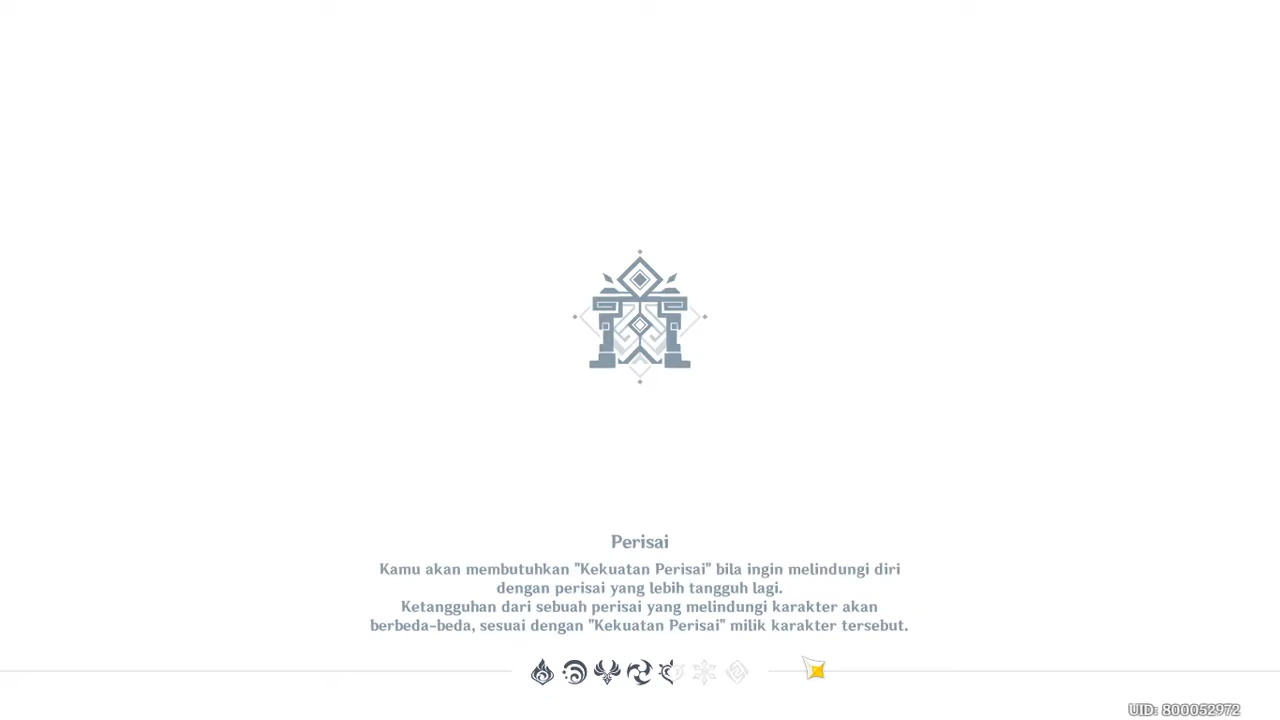 Perisai
Kamu akan membutuhkan "Kekuatan Perisai" bila ingin melindungi diri
dengan perisai yang lebih tangguh lagi.
Ketangguhan dari sebuah perisai yang melindungi karakter akan
berbeda-beda, sesuai dengan "Kekuatan Perisai" milik karakter tersebut.
UID: 800052972